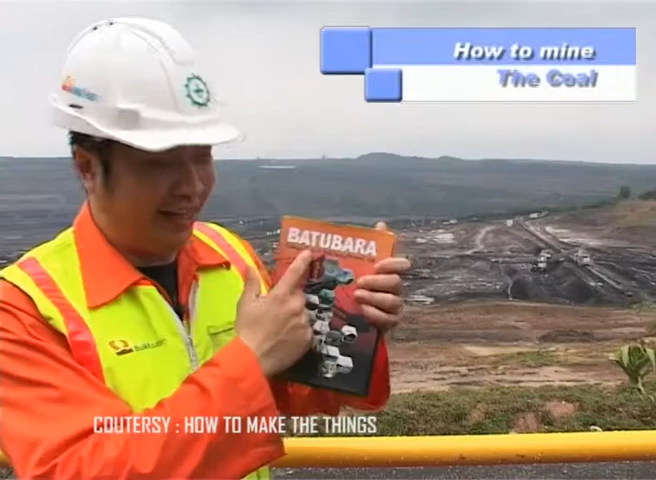 How to mine
The Coal
BATUBARA
COUTERSY : HOW TO MAKE THE THINGS